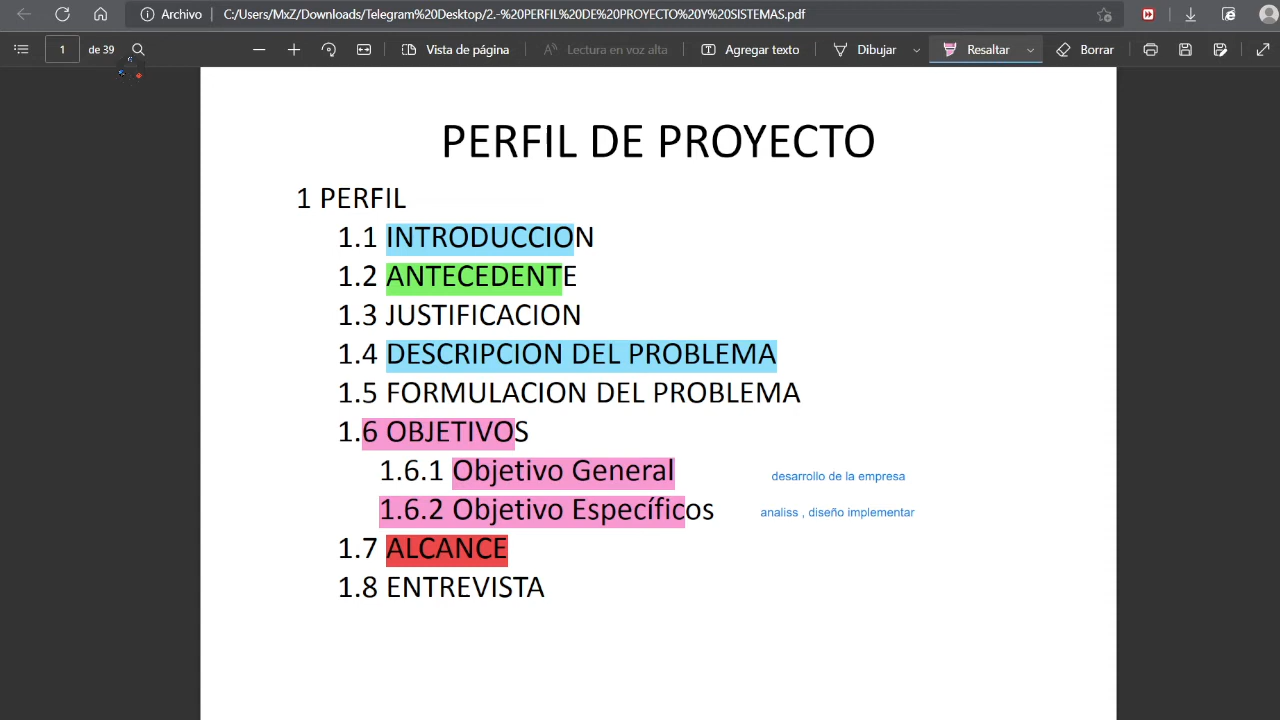 Archivo C:/Users/MxZ/Downloads/Telegram%20Desktop/2.-%20PERFIL%20DE%20PROYECTO%20Y%20SISTEMAS.pdf
1 de 39 Vista de página Lectura en voz alta Agregar texto Dibujar Resaltar Borrar
PERFIL DE PROYECTO
1 PERFIL
1.1 INTRODUCCION
1.2 ANTECEDENTE
1.3 JUSTIFICACION
1.4 DESCRIPCION DEL PROBLEMA
1.5 FORMULACION DEL PROBLEMA
1.6 OBJETIVOS
1.6.1 Objetivo General desarrollo de la empresa
1.6.2 Objetivo Específicos analiss , diseño implementar
1.7 ALCANCE
1.8 ENTREVISTA